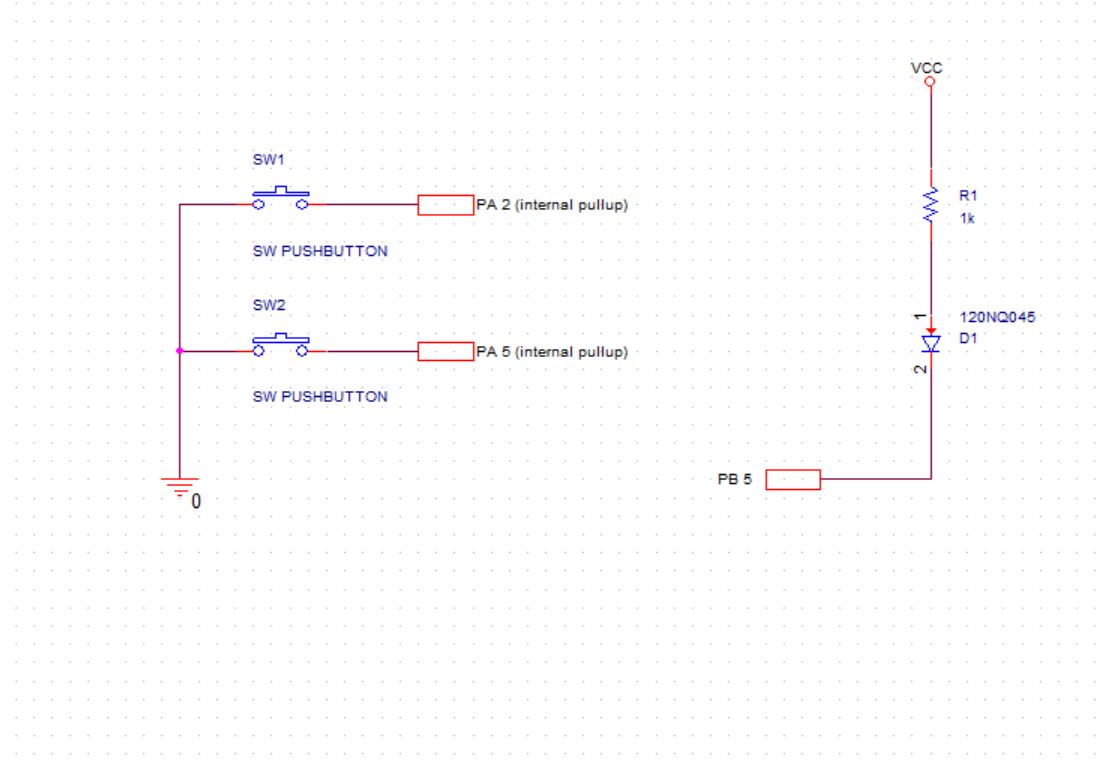 VCC
SW1
R1
PA 2 (internal pullup)
1k
SW PUSHBUTTON
SW2
1
120NQ045
D1
PA 5 (internal pullup)
2
SW PUSHBUTTON
PB 5
0